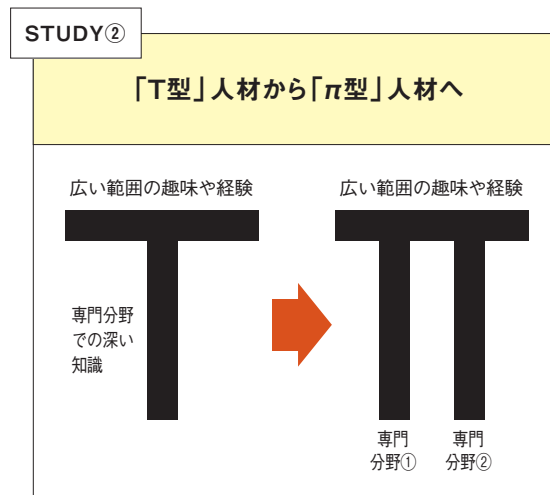 STUDY②
「T型」人材から「π型」人材へ
広い範囲の趣味や経験
専門分野
での深い
知識
広い範囲の趣味や経験
専門
分野①
専門
分野②